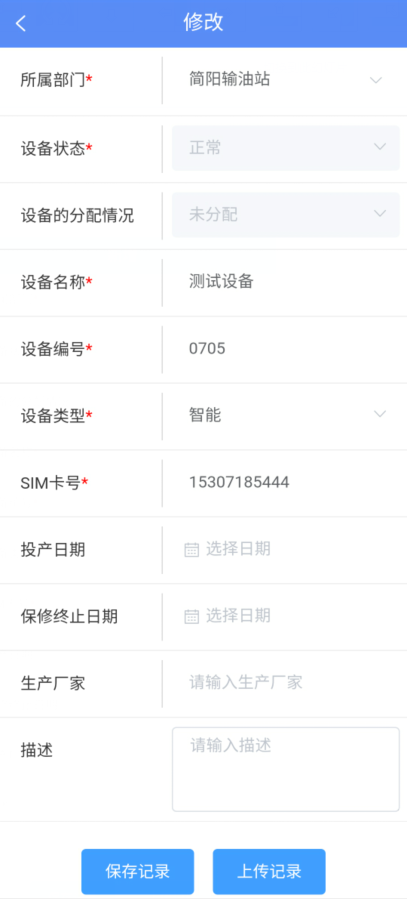 修改
所属部门* 简阳输油站
设备状态* 正常
设备的分配情况 未分配
设备名称* 测试设备
设备编号* 0705
设备类型* 智能
SIM卡号* 15307185444
投产日期 选择日期
保修终止日期 选择日期
生产厂家 请输入生产厂家
描述 请输入描述
保存记录 上传记录